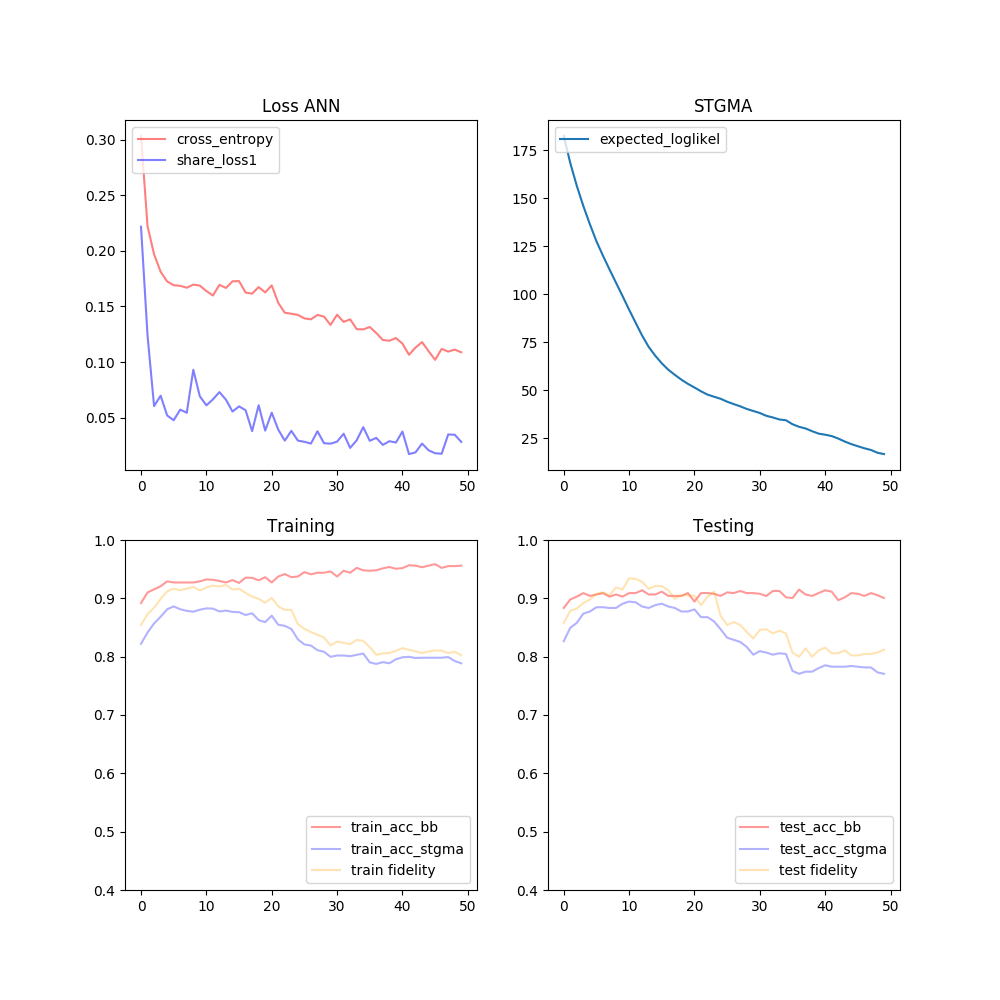 Loss ANN
cross_entropy
share_loss1
0.30
0.25
0.20
0.15
0.10
0.05
0 10 20 30 40 50
STGMA
expected_loglikel
175
150
125
100
75
50
25
0 10 20 30 40 50
Training
1.0
0.9
0.8
0.7
0.6
0.5
0.4
train_acc_bb
train_acc_stgma
train fidelity
0 10 20 30 40 50
Testing
1.0
0.9
0.8
0.7
0.6
0.5
0.4
test_acc_bb
test_acc_stgma
test fidelity
0 10 20 30 40 50